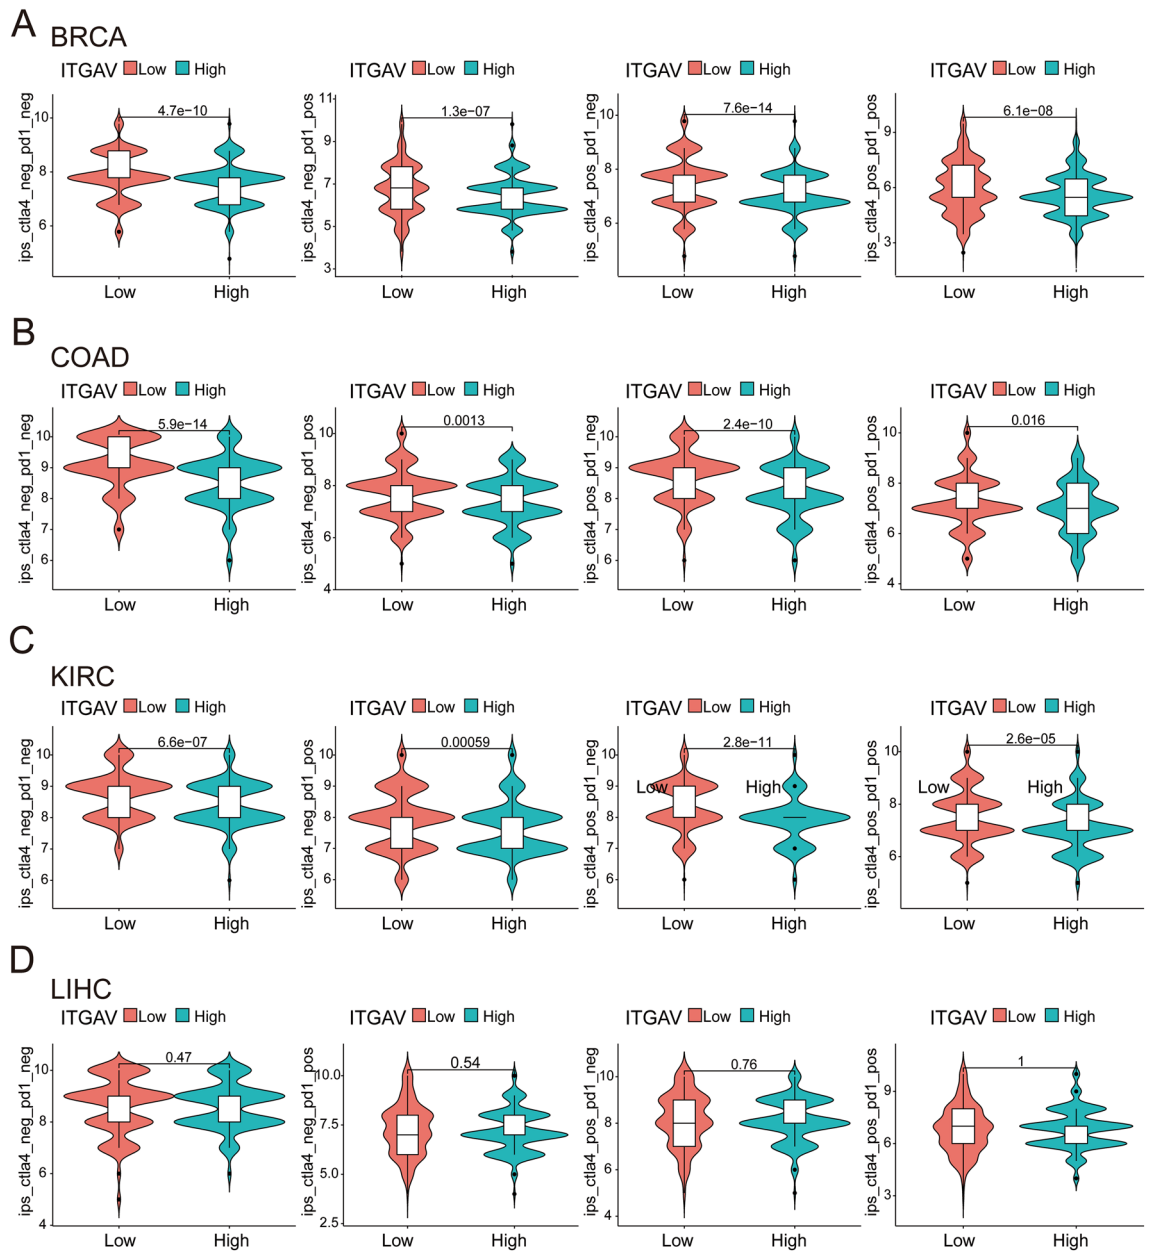 A
BRCA
ITGAV Low High
ITGAV Low High
ITGAV Low High
ITGAV Low High
ips_ctla4_neg_pd1_neg
10
8
6
4.7e−10
Low High
ips_ctla4_neg_pd1_pos
11
9
7
5
3
1.3e−07
Low High
ips_ctla4_pos_pd1_neg
10
8
6
7.6e−14
Low High
ips_ctla4_pos_pd1_pos
9
6
3
6.1e−08
Low High
B
COAD
ITGAV Low High
ITGAV Low High
ITGAV Low High
ITGAV Low High
ips_ctla4_neg_pd1_neg
10
9
8
7
6
5.9e−14
Low High
ips_ctla4_neg_pd1_pos
10
8
6
4
0.0013
Low High
ips_ctla4_pos_pd1_neg
10
9
8
7
6
2.4e−10
Low High
ips_ctla4_pos_pd1_pos
10
8
6
4
0.016
Low High
C
KIRC
ITGAV Low High
ITGAV Low High
ITGAV Low High
ITGAV Low High
ips_ctla4_neg_pd1_neg
10
9
8
7
6
6.6e−07
Low High
ips_ctla4_neg_pd1_pos
10
9
8
7
6
0.00059
Low High
ips_ctla4_pos_pd1_neg
10
9
8
7
6
2.8e−11
Low High
Low High
ips_ctla4_pos_pd1_pos
10
8
6
2.6e−05
Low High
Low High
D
LIHC
ITGAV Low High
ITGAV Low High
ITGAV Low High
ITGAV Low High
ips_ctla4_neg_pd1_neg
10
8
6
4
0.47
Low High
ips_ctla4_neg_pd1_pos
10.0
7.5
5.0
2.5
0.54
Low High
ips_ctla4_pos_pd1_neg
10
8
6
4
0.76
Low High
ips_ctla4_pos_pd1_pos
9
6
3
1
Low High